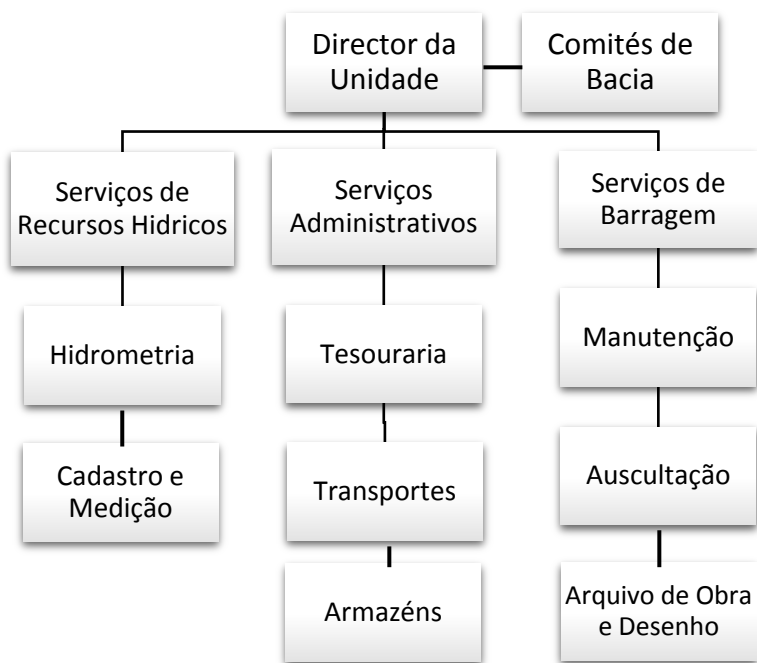 Director da
Unidade
Comités de
Bacia
Serviços de
Recursos Hidricos
Serviços
Administrativos
Serviços de
Barragem
Hidrometria
Tesouraria
Manutenção
Cadastro e
Medição
Transportes
Auscultação
Armazéns
Arquivo de Obra
e Desenho